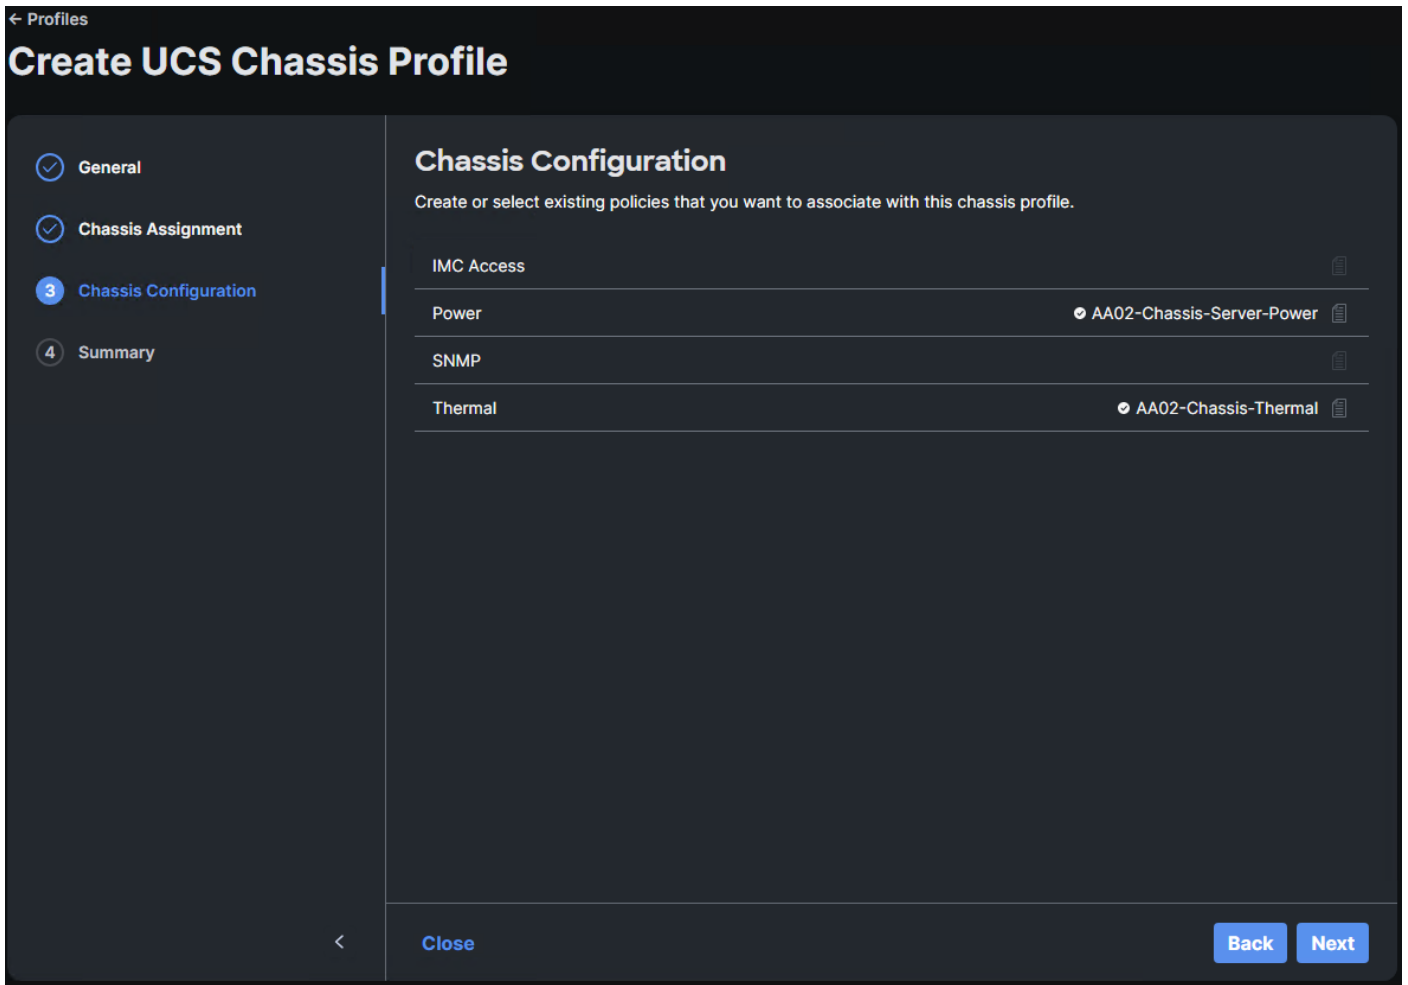 ← Profiles
Create UCS Chassis Profile
General
Chassis Assignment
3 Chassis Configuration
4 Summary
Chassis Configuration
Create or select existing policies that you want to associate with this chassis profile.
IMC Access
Power AA02-Chassis-Server-Power
SNMP
Thermal AA02-Chassis-Thermal
Close Back Next